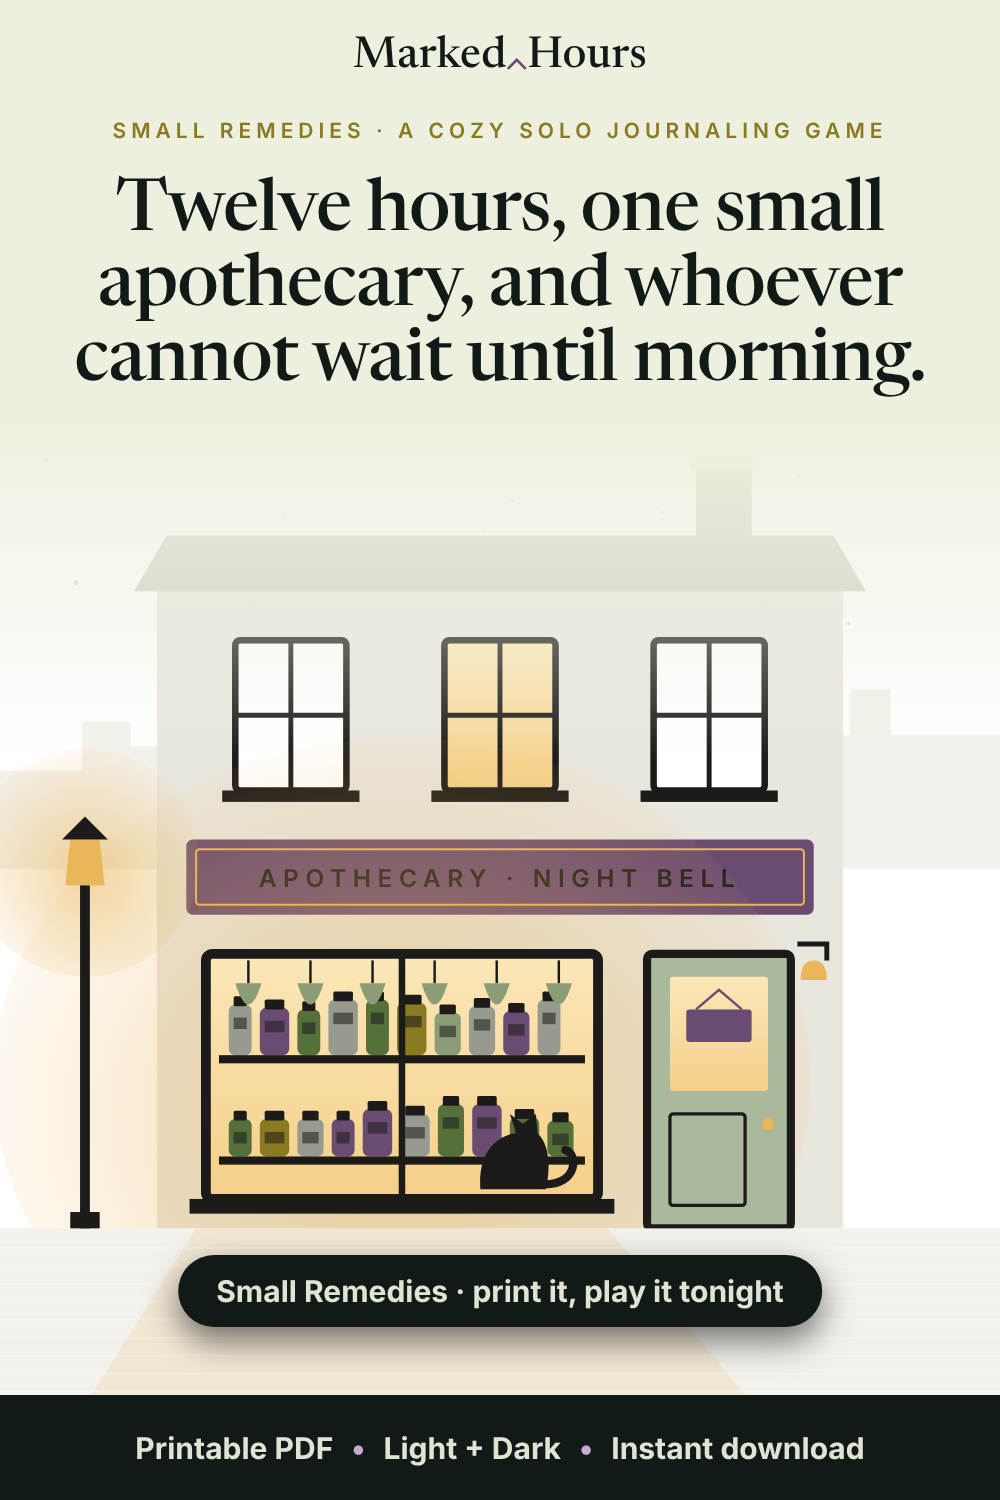 Marked‸Hours
SMALL REMEDIES · A COZY SOLO JOURNALING GAME
Twelve hours, one small
apothecary, and whoever
cannot wait until morning.
APOTHECARY · NIGHT BELL
Small Remedies · print it, play it tonight
Printable PDF • Light + Dark • Instant download